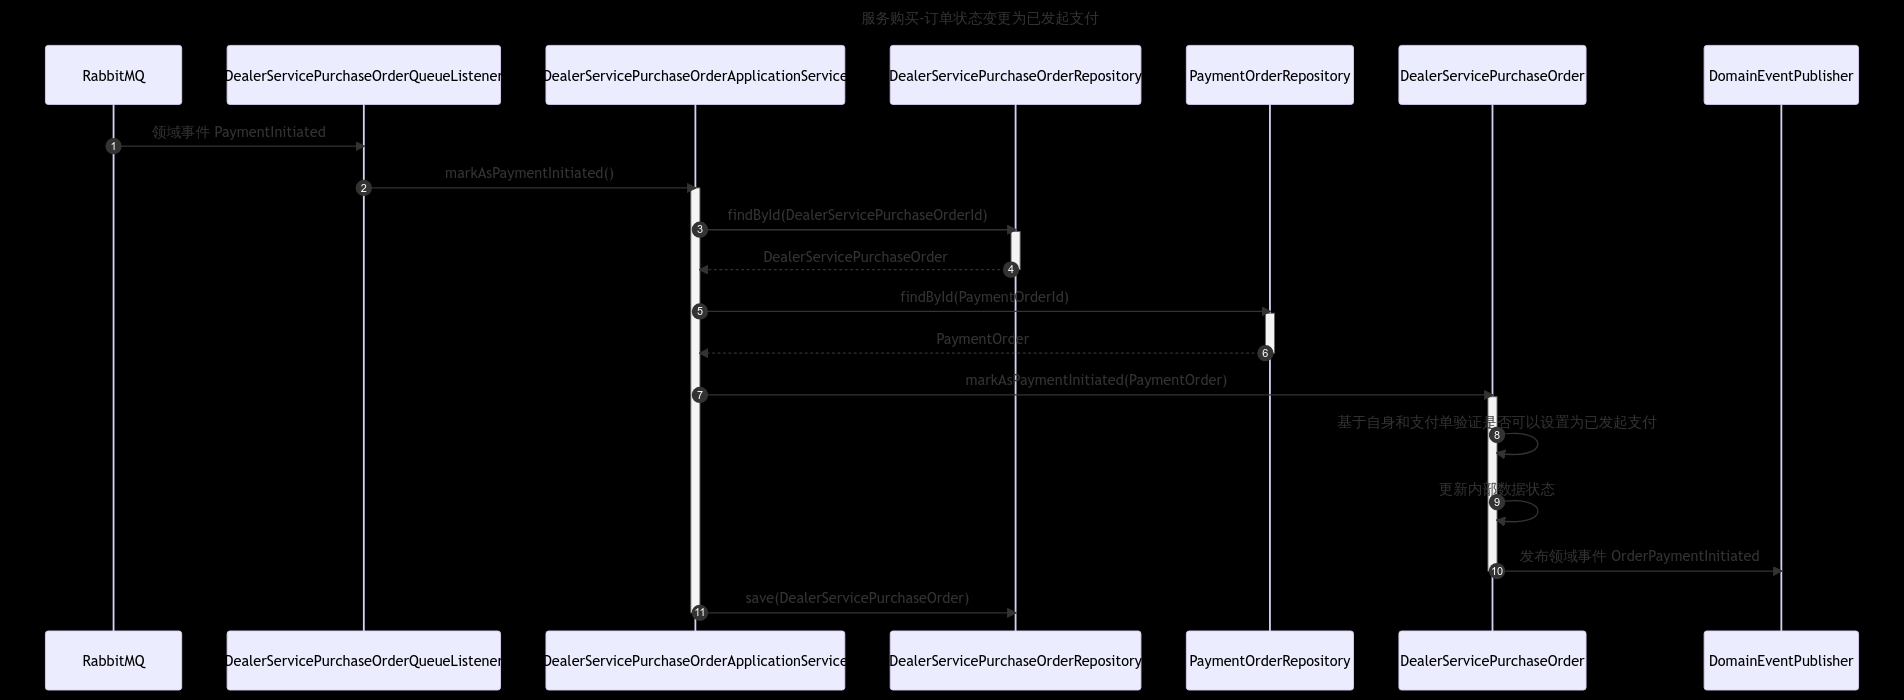 服务购买-订单状态变更为已发起支付
RabbitMQ
DealerServicePurchaseOrderQueueListener
DealerServicePurchaseOrderApplicationService
DealerServicePurchaseOrderRepository
PaymentOrderRepository
DealerServicePurchaseOrder
DomainEventPublisher
领域事件 PaymentInitiated
1
markAsPaymentInitiated()
2
findById(DealerServicePurchaseOrderId)
3
DealerServicePurchaseOrder
4
findById(PaymentOrderId)
5
PaymentOrder
6
markAsPaymentInitiated(PaymentOrder)
7
基于自身和支付单验证是否可以设置为已发起支付
8
更新内部数据状态
9
发布领域事件 OrderPaymentInitiated
10
save(DealerServicePurchaseOrder)
11
RabbitMQ
DealerServicePurchaseOrderQueueListener
DealerServicePurchaseOrderApplicationService
DealerServicePurchaseOrderRepository
PaymentOrderRepository
DealerServicePurchaseOrder
DomainEventPublisher